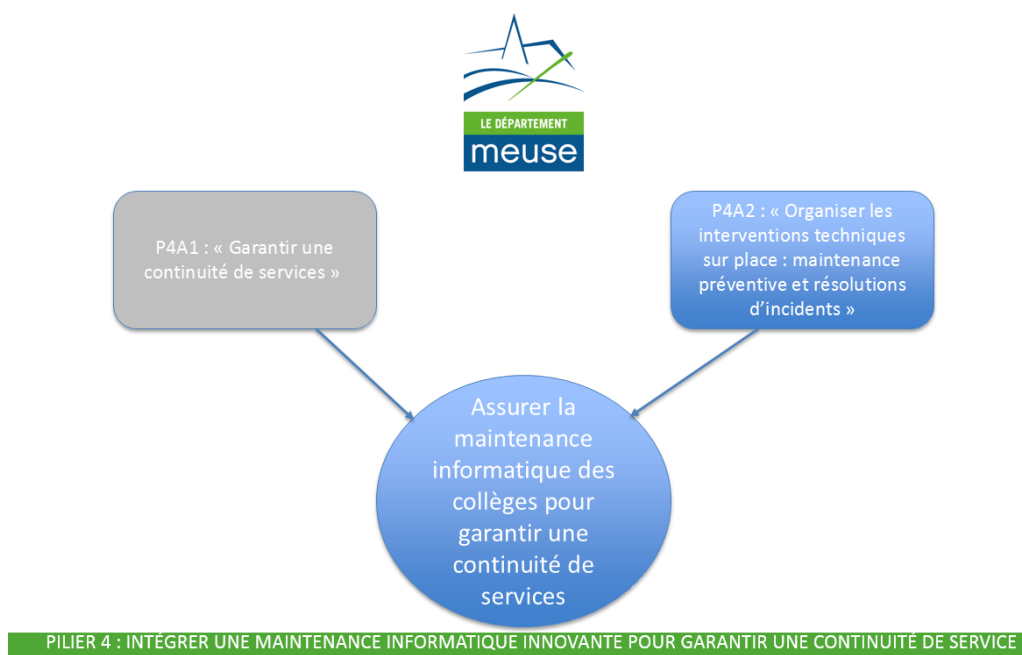 LE DÉPARTEMENT
meuse
P4A1 : « Garantir une
continuité de services »
P4A2 : « Organiser les
interventions techniques
sur place : maintenance
préventive et résolutions
d’incidents »
Assurer la
maintenance
informatique des
collèges pour
garantir une
continuité de
services
PILIER 4 : INTÉGRER UNE MAINTENANCE INFORMATIQUE INNOVANTE POUR GARANTIR UNE CONTINUITÉ DE SERVICE